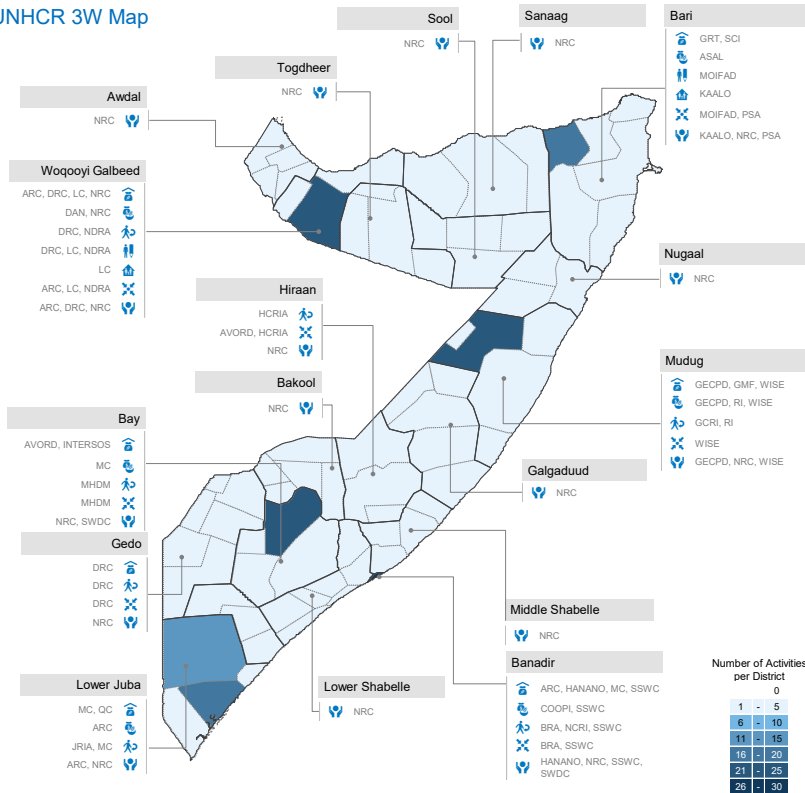 UNHCR 3W Map
Sool
NRC
Sanaag
NRC
Bari
GRT, SCI
ASAL
MOIFAD
KAALO
MOIFAD, PSA
KAALO, NRC, PSA
Togdheer
NRC
Awdal
NRC
Woqooyi Galbeed
ARC, DRC, LC, NRC
DAN, NRC
DRC, NDRA
DRC, LC, NDRA
LC
ARC, LC, NDRA
ARC, DRC, NRC
Nugaal
NRC
Hiraan
HCRIA
AVORD, HCRIA
NRC
Mudug
GECPD, GMF, WISE
GECPD, RI, WISE
GCRI, RI
WISE
GECPD, NRC, WISE
Bakool
NRC
Bay
AVORD, INTERSOS
MC
MHDM
MHDM
NRC, SWDC
Galgaduud
NRC
Gedo
DRC
DRC
DRC
NRC
Middle Shabelle
NRC
Banadir
ARC, HANANO, MC, SSWC
COOPI, SSWC
BRA, NCRI, SSWC
BRA, SSWC
HANANO, NRC, SSWC,
SWDC
Lower Juba
MC, QC
ARC
JRIA, MC
ARC, NRC
Lower Shabelle
NRC
Number of Activities
per District
0
1 - 5
6 - 10
11 - 15
16 - 20
21 - 25
26 - 30